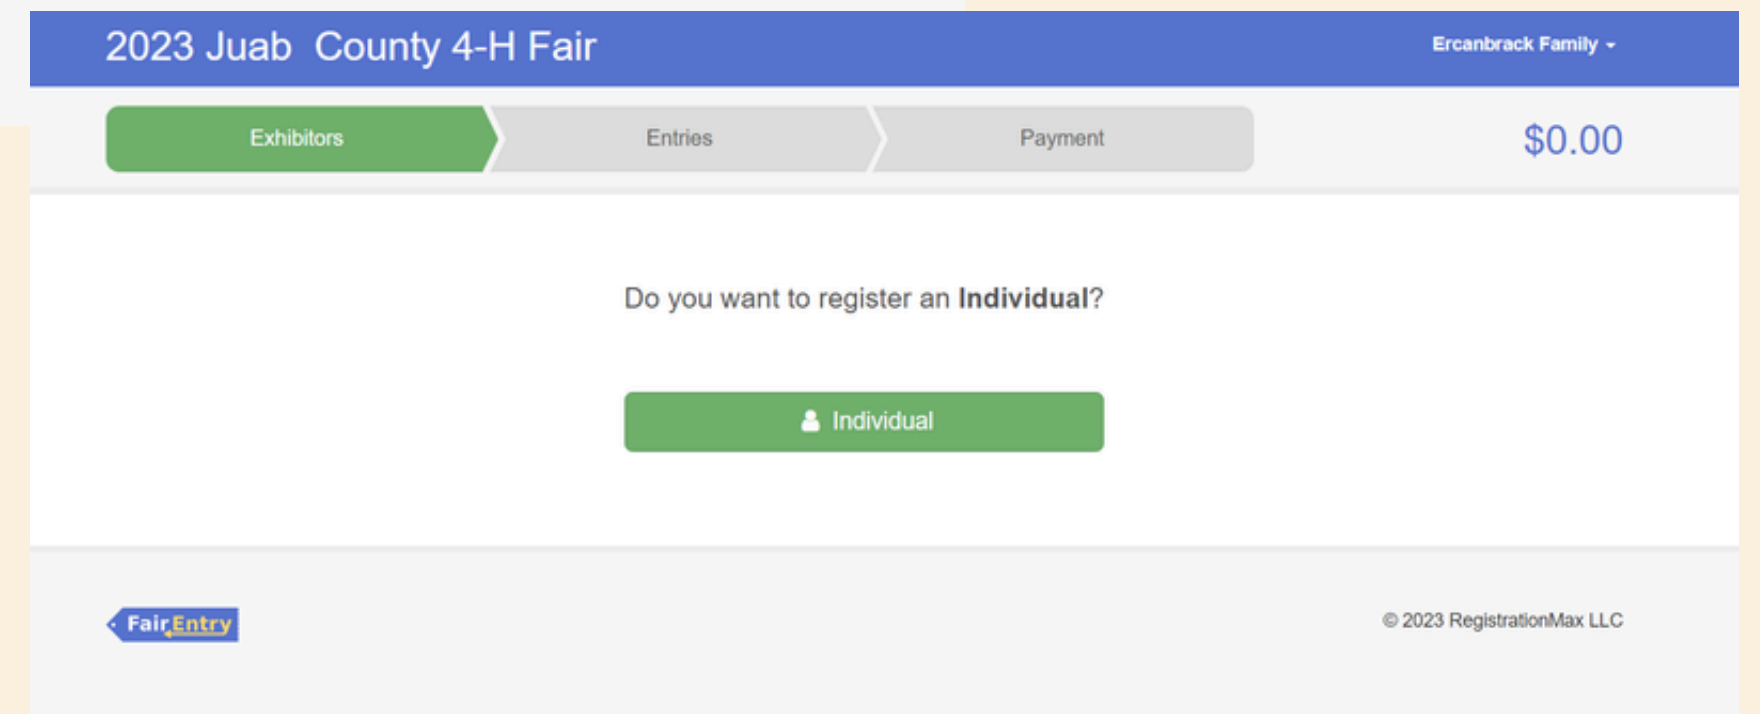 2023 Juab  County 4-H Fair
Ercanbrack Family
Exhibitors
Entries
Payment
$0.00
Do you want to register an Individual?
Individual
FairEntry
© 2023 RegistrationMax LLC